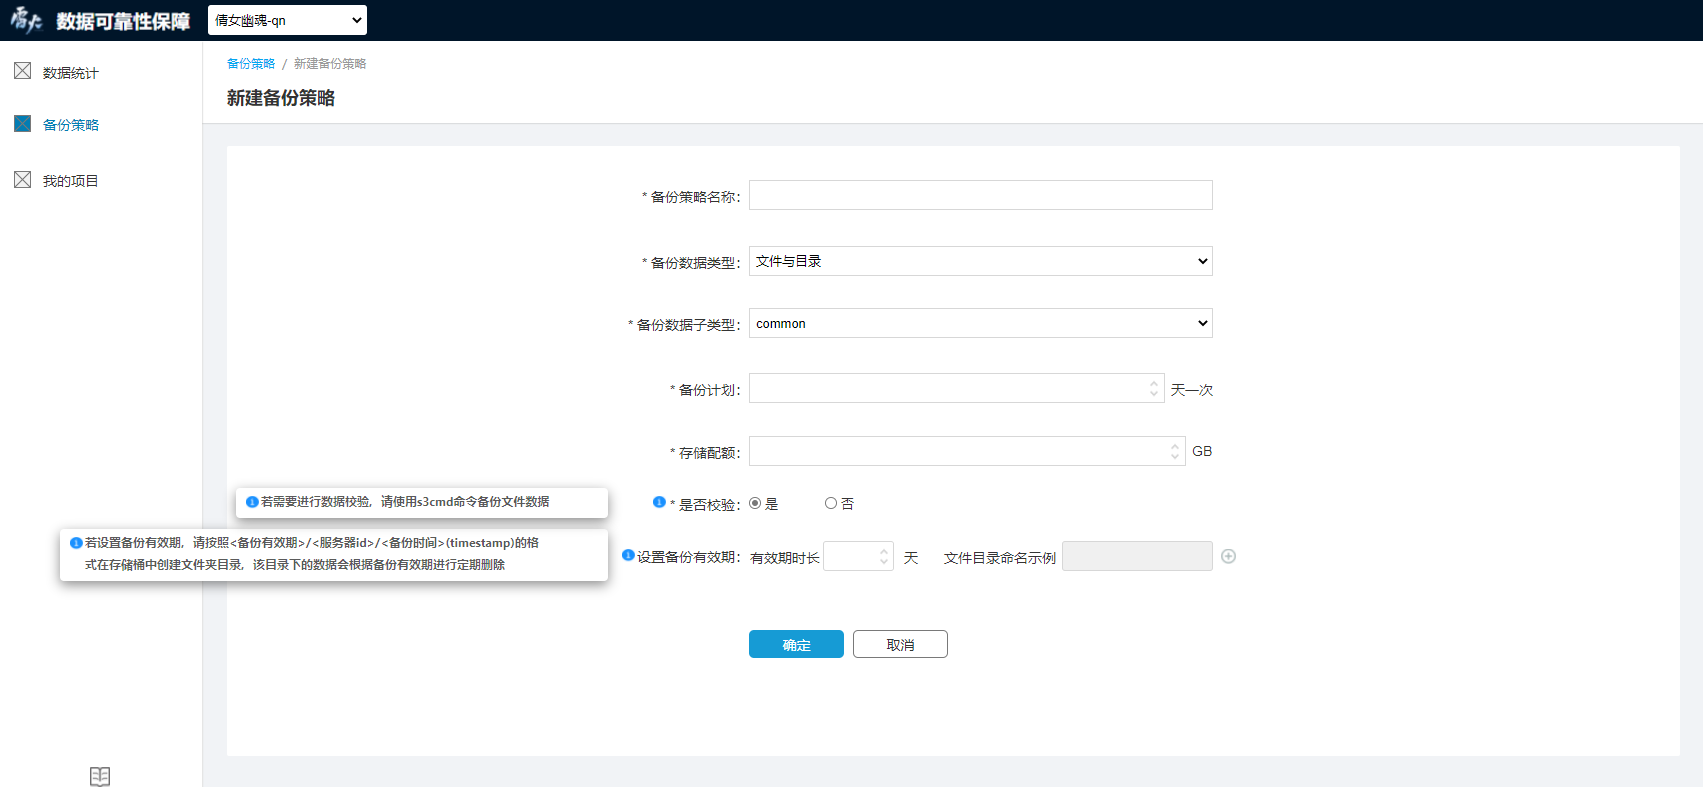 雷火 数据可靠性保障 倩女幽魂-qn
数据统计
备份策略
我的项目
备份策略 / 新建备份策略
新建备份策略
* 备份策略名称：
* 备份数据类型： 文件与目录
* 备份数据子类型： common
* 备份计划： 天一次
* 存储配额： GB
若需要进行数据校验，请使用s3cmd命令备份文件数据
* 是否校验： 是 否
若设置备份有效期，请按照<备份有效期>/<服务器id>/<备份时间>(timestamp)的格
式在存储桶中创建文件夹目录，该目录下的数据会根据备份有效期进行定期删除
设置备份有效期： 有效期时长 天 文件目录命名示例
确定 取消